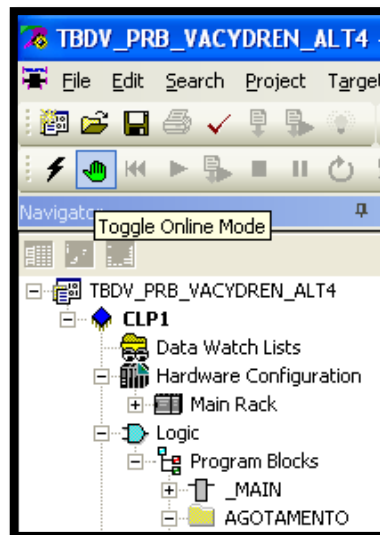 TBDV_PRB_VACYDREN_ALT4 -
File Edit Search Project Target
Navigator
Toggle Online Mode
TBDV_PRB_VACYDREN_ALT4
CLP1
Data Watch Lists
Hardware Configuration
Main Rack
Logic
Program Blocks
_MAIN
AGOTAMENTO